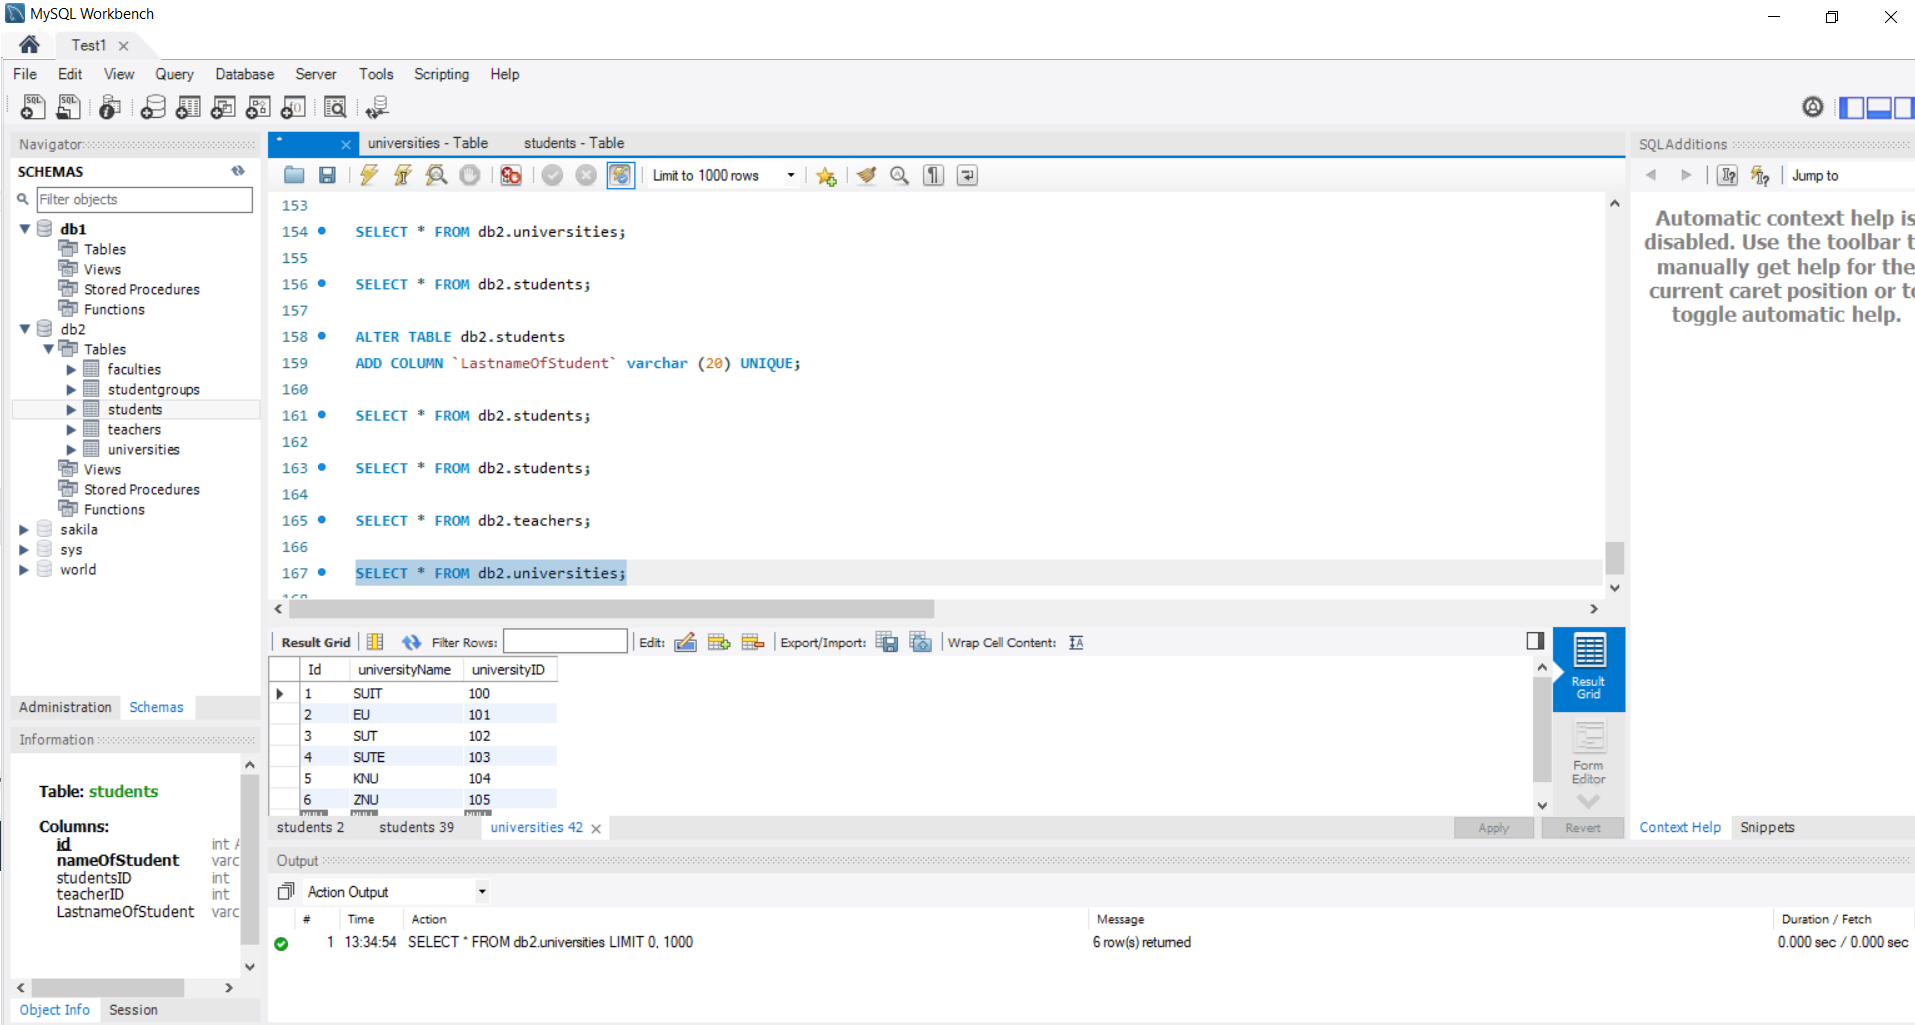 MySQL Workbench
Test1
File Edit View Query Database Server Tools Scripting Help
Navigator
SCHEMAS
Filter objects
db1
Tables
Views
Stored Procedures
Functions
db2
Tables
faculties
studentgroups
students
teachers
universities
Views
Stored Procedures
Functions
sakila
sys
world
Administration Schemas
Information
Table: students
Columns:
id int A
nameOfStudent varc
studentsID int
teacherID int
LastnameOfStudent varc
Object Info Session
universities - Table students - Table
Limit to 1000 rows
153
154 SELECT * FROM db2.universities;
155
156 SELECT * FROM db2.students;
157
158 ALTER TABLE db2.students
159 ADD COLUMN `LastnameOfStudent` varchar (20) UNIQUE;
160
161 SELECT * FROM db2.students;
162
163 SELECT * FROM db2.students;
164
165 SELECT * FROM db2.teachers;
166
167 SELECT * FROM db2.universities;
168
Result Grid Filter Rows: Edit: Export/Import: Wrap Cell Content:
Id universityName universityID
1 SUIT 100
2 EU 101
3 SUT 102
4 SUTE 103
5 KNU 104
6 ZNU 105
NULL NULL NULL
Result Grid
Form Editor
students 2 students 39 universities 42
Apply Revert
Output
Action Output
# Time Action Message Duration / Fetch
1 13:34:54 SELECT * FROM db2.universities LIMIT 0, 1000 6 row(s) returned 0.000 sec / 0.000 sec
SQLAdditions
Jump to
Automatic context help is
disabled. Use the toolbar t
manually get help for the
current caret position or to
toggle automatic help.
Context Help Snippets